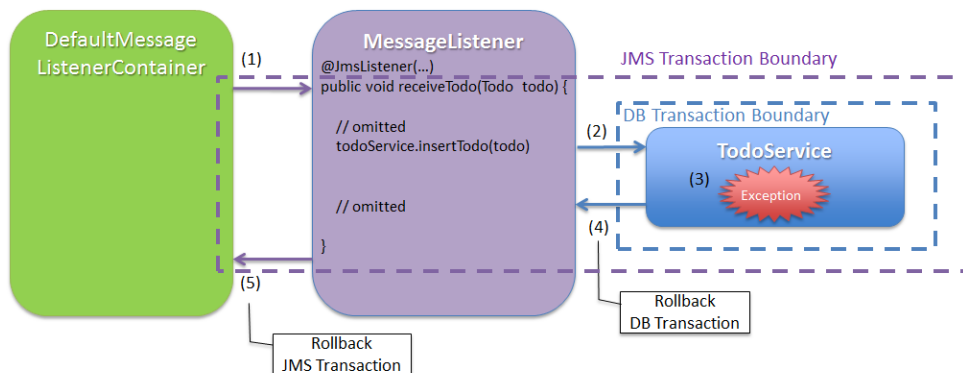 DefaultMessage
ListenerContainer
(1)
MessageListener
@JmsListener(...)
public void receiveTodo(Todo  todo) {
// omitted
todoService.insertTodo(todo)
// omitted
}
JMS Transaction Boundary
DB Transaction Boundary
(2)
TodoService
(3)
Exception
(4)
Rollback
DB Transaction
(5)
Rollback
JMS Transaction